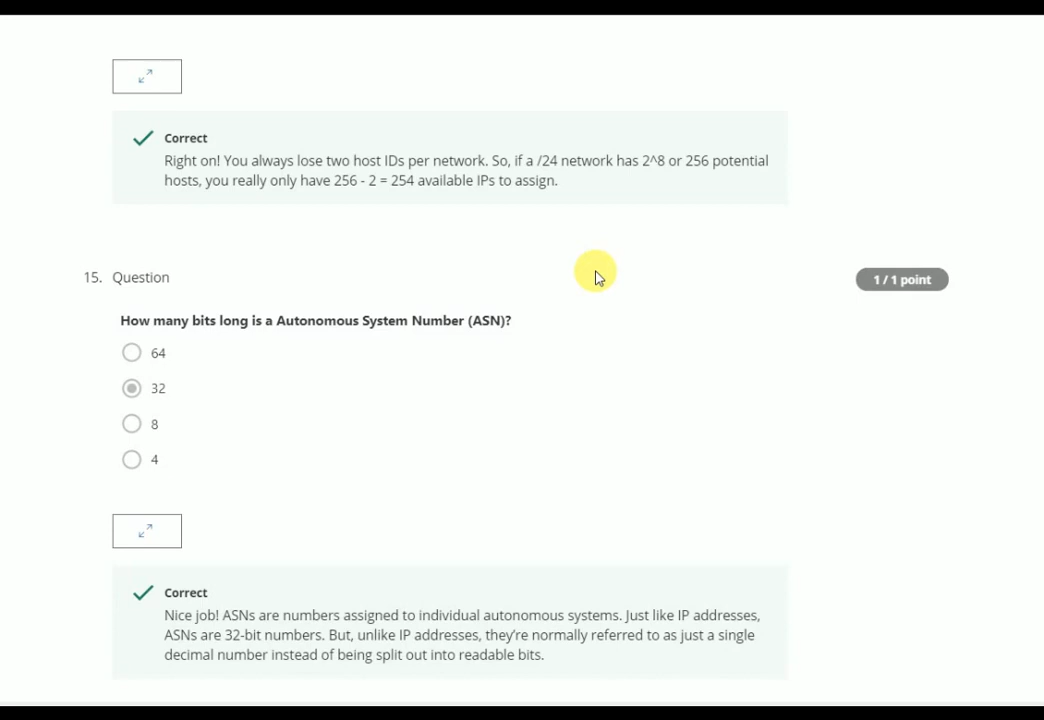 Correct
Right on! You always lose two host IDs per network. So, if a /24 network has 2^8 or 256 potential
hosts, you really only have 256 - 2 = 254 available IPs to assign.
15. Question
1 / 1 point
How many bits long is a Autonomous System Number (ASN)?
64
32
8
4
Correct
Nice job! ASNs are numbers assigned to individual autonomous systems. Just like IP addresses,
ASNs are 32-bit numbers. But, unlike IP addresses, they're normally referred to as just a single
decimal number instead of being split out into readable bits.